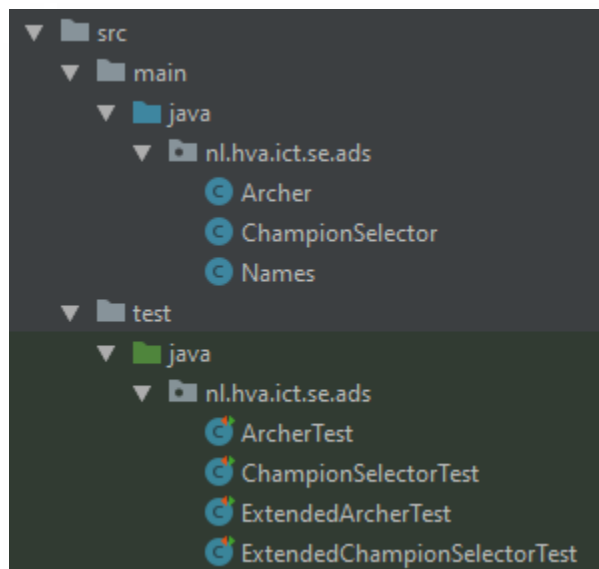 src
main
java
nl.hva.ict.se.ads
C Archer
C ChampionSelector
C Names
test
java
nl.hva.ict.se.ads
C ArcherTest
C ChampionSelectorTest
C ExtendedArcherTest
C ExtendedChampionSelectorTest